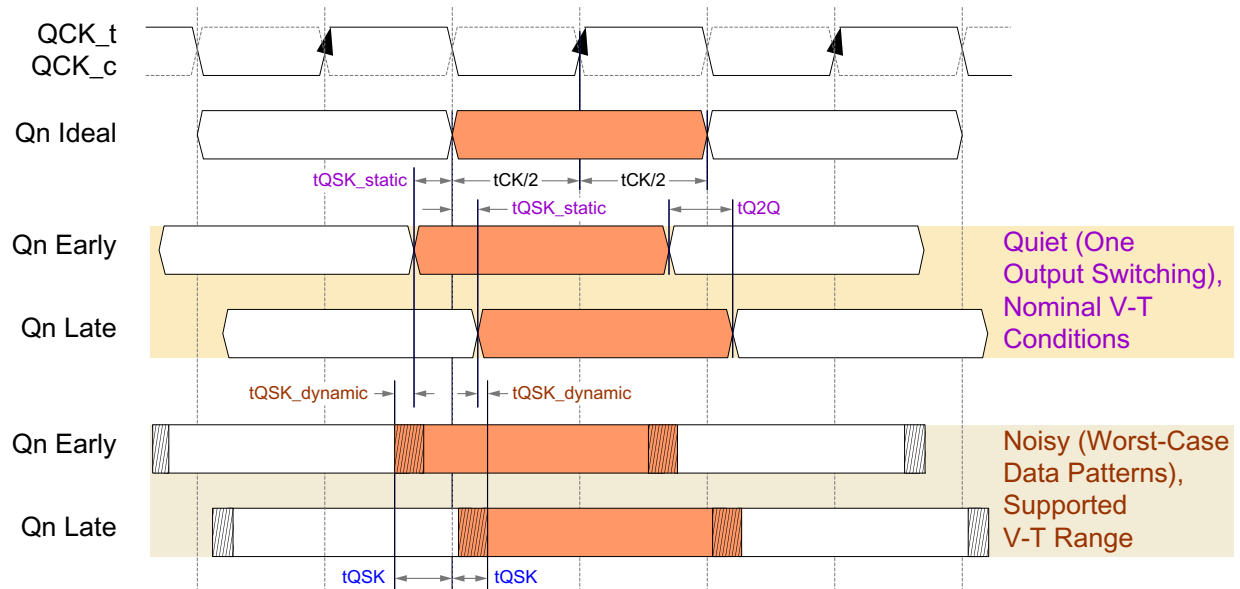 QCK_t
QCK_c
Qn Ideal
tQSK_static
tCK/2
tCK/2
tQSK_static
tQ2Q
Qn Early
Quiet (One
Output Switching),
Nominal V-T
Conditions
Qn Late
tQSK_dynamic
tQSK_dynamic
Qn Early
Noisy (Worst-Case
Data Patterns),
Supported
V-T Range
Qn Late
tQSK
tQSK